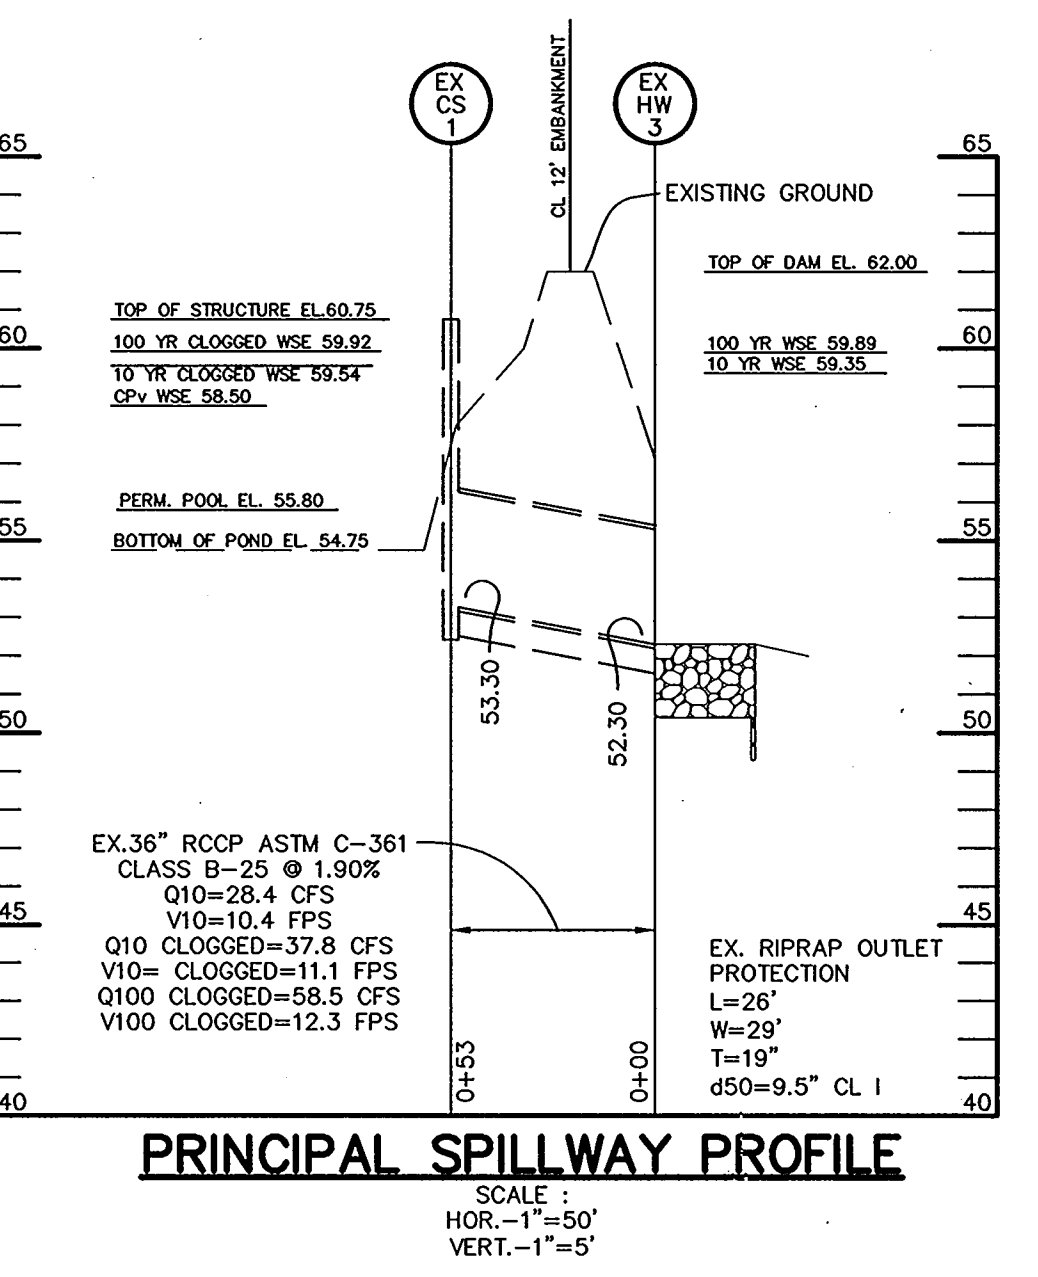 EX
CS
1
CL 12' EMBANKMENT
EX
HW
3
65
65
EXISTING GROUND
TOP OF DAM EL. 62.00
TOP OF STRUCTURE EL.60.75
60
100 YR CLOGGED WSE 59.92
100 YR WSE 59.89
60
10 YR CLOGGED WSE 59.54
10 YR WSE 59.35
CPv WSE 58.50
PERM. POOL EL. 55.80
55
BOTTOM OF POND EL. 54.75
55
53.30
52.30
50
50
EX.36" RCCP ASTM C-361
CLASS B-25 @ 1.90%
Q10=28.4 CFS
V10=10.4 FPS
Q10 CLOGGED=37.8 CFS
V10= CLOGGED=11.1 FPS
Q100 CLOGGED=58.5 CFS
V100 CLOGGED=12.3 FPS
45
45
EX. RIPRAP OUTLET
PROTECTION
L=26'
W=29'
T=19"
d50=9.5" CL I
0+53
0+00
40
40
PRINCIPAL SPILLWAY PROFILE
SCALE :
HOR.-1"=50'
VERT.-1"=5'